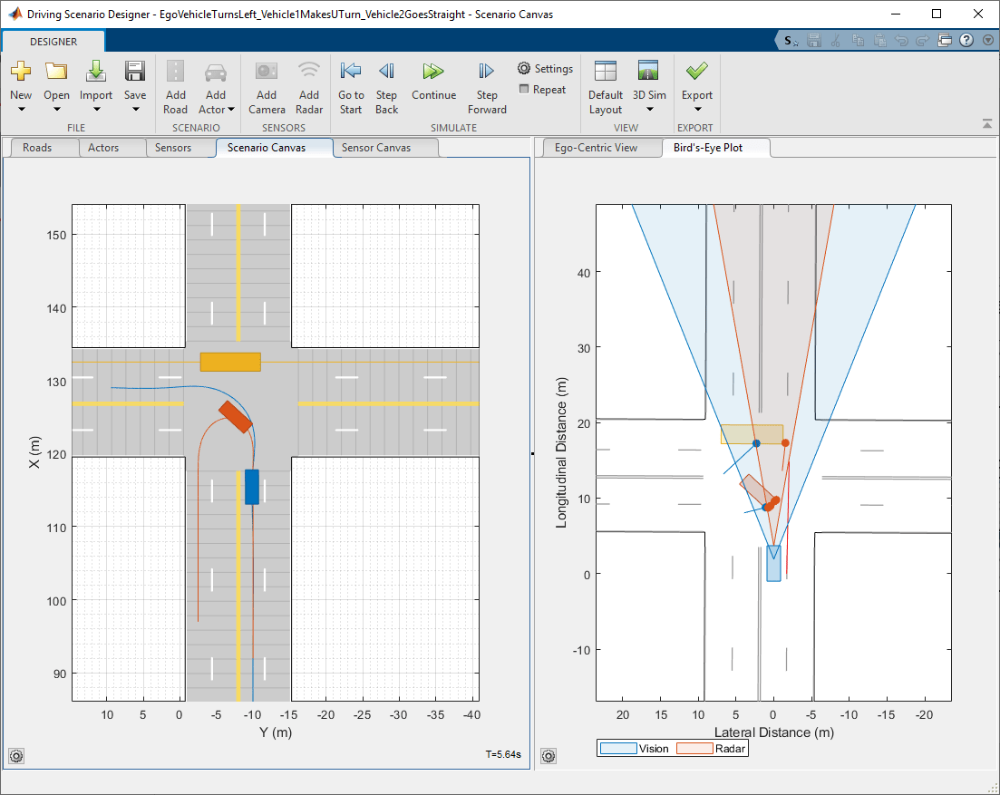 Driving Scenario Designer - EgoVehicleTurnsLeft_Vehicle1MakesUTurn_Vehicle2GoesStraight - Scenario Canvas
DESIGNER
S
?
New
Open
Import
Save
Add Road
Add Actor
Add Camera
Add Radar
Go to Start
Step Back
Continue
Step Forward
Settings
Repeat
Default Layout
3D Sim
Export
FILE
SCENARIO
SENSORS
SIMULATE
VIEW
EXPORT
Roads
Actors
Sensors
Scenario Canvas
Sensor Canvas
150
140
130
120
110
100
90
X (m)
10
5
0
-5
-10
-15
-20
-25
-30
-35
-40
Y (m)
T=5.64s
Ego-Centric View
Bird's-Eye Plot
40
30
20
10
0
-10
Longitudinal Distance (m)
20
15
10
5
0
-5
-10
-15
-20
Lateral Distance (m)
Vision
Radar